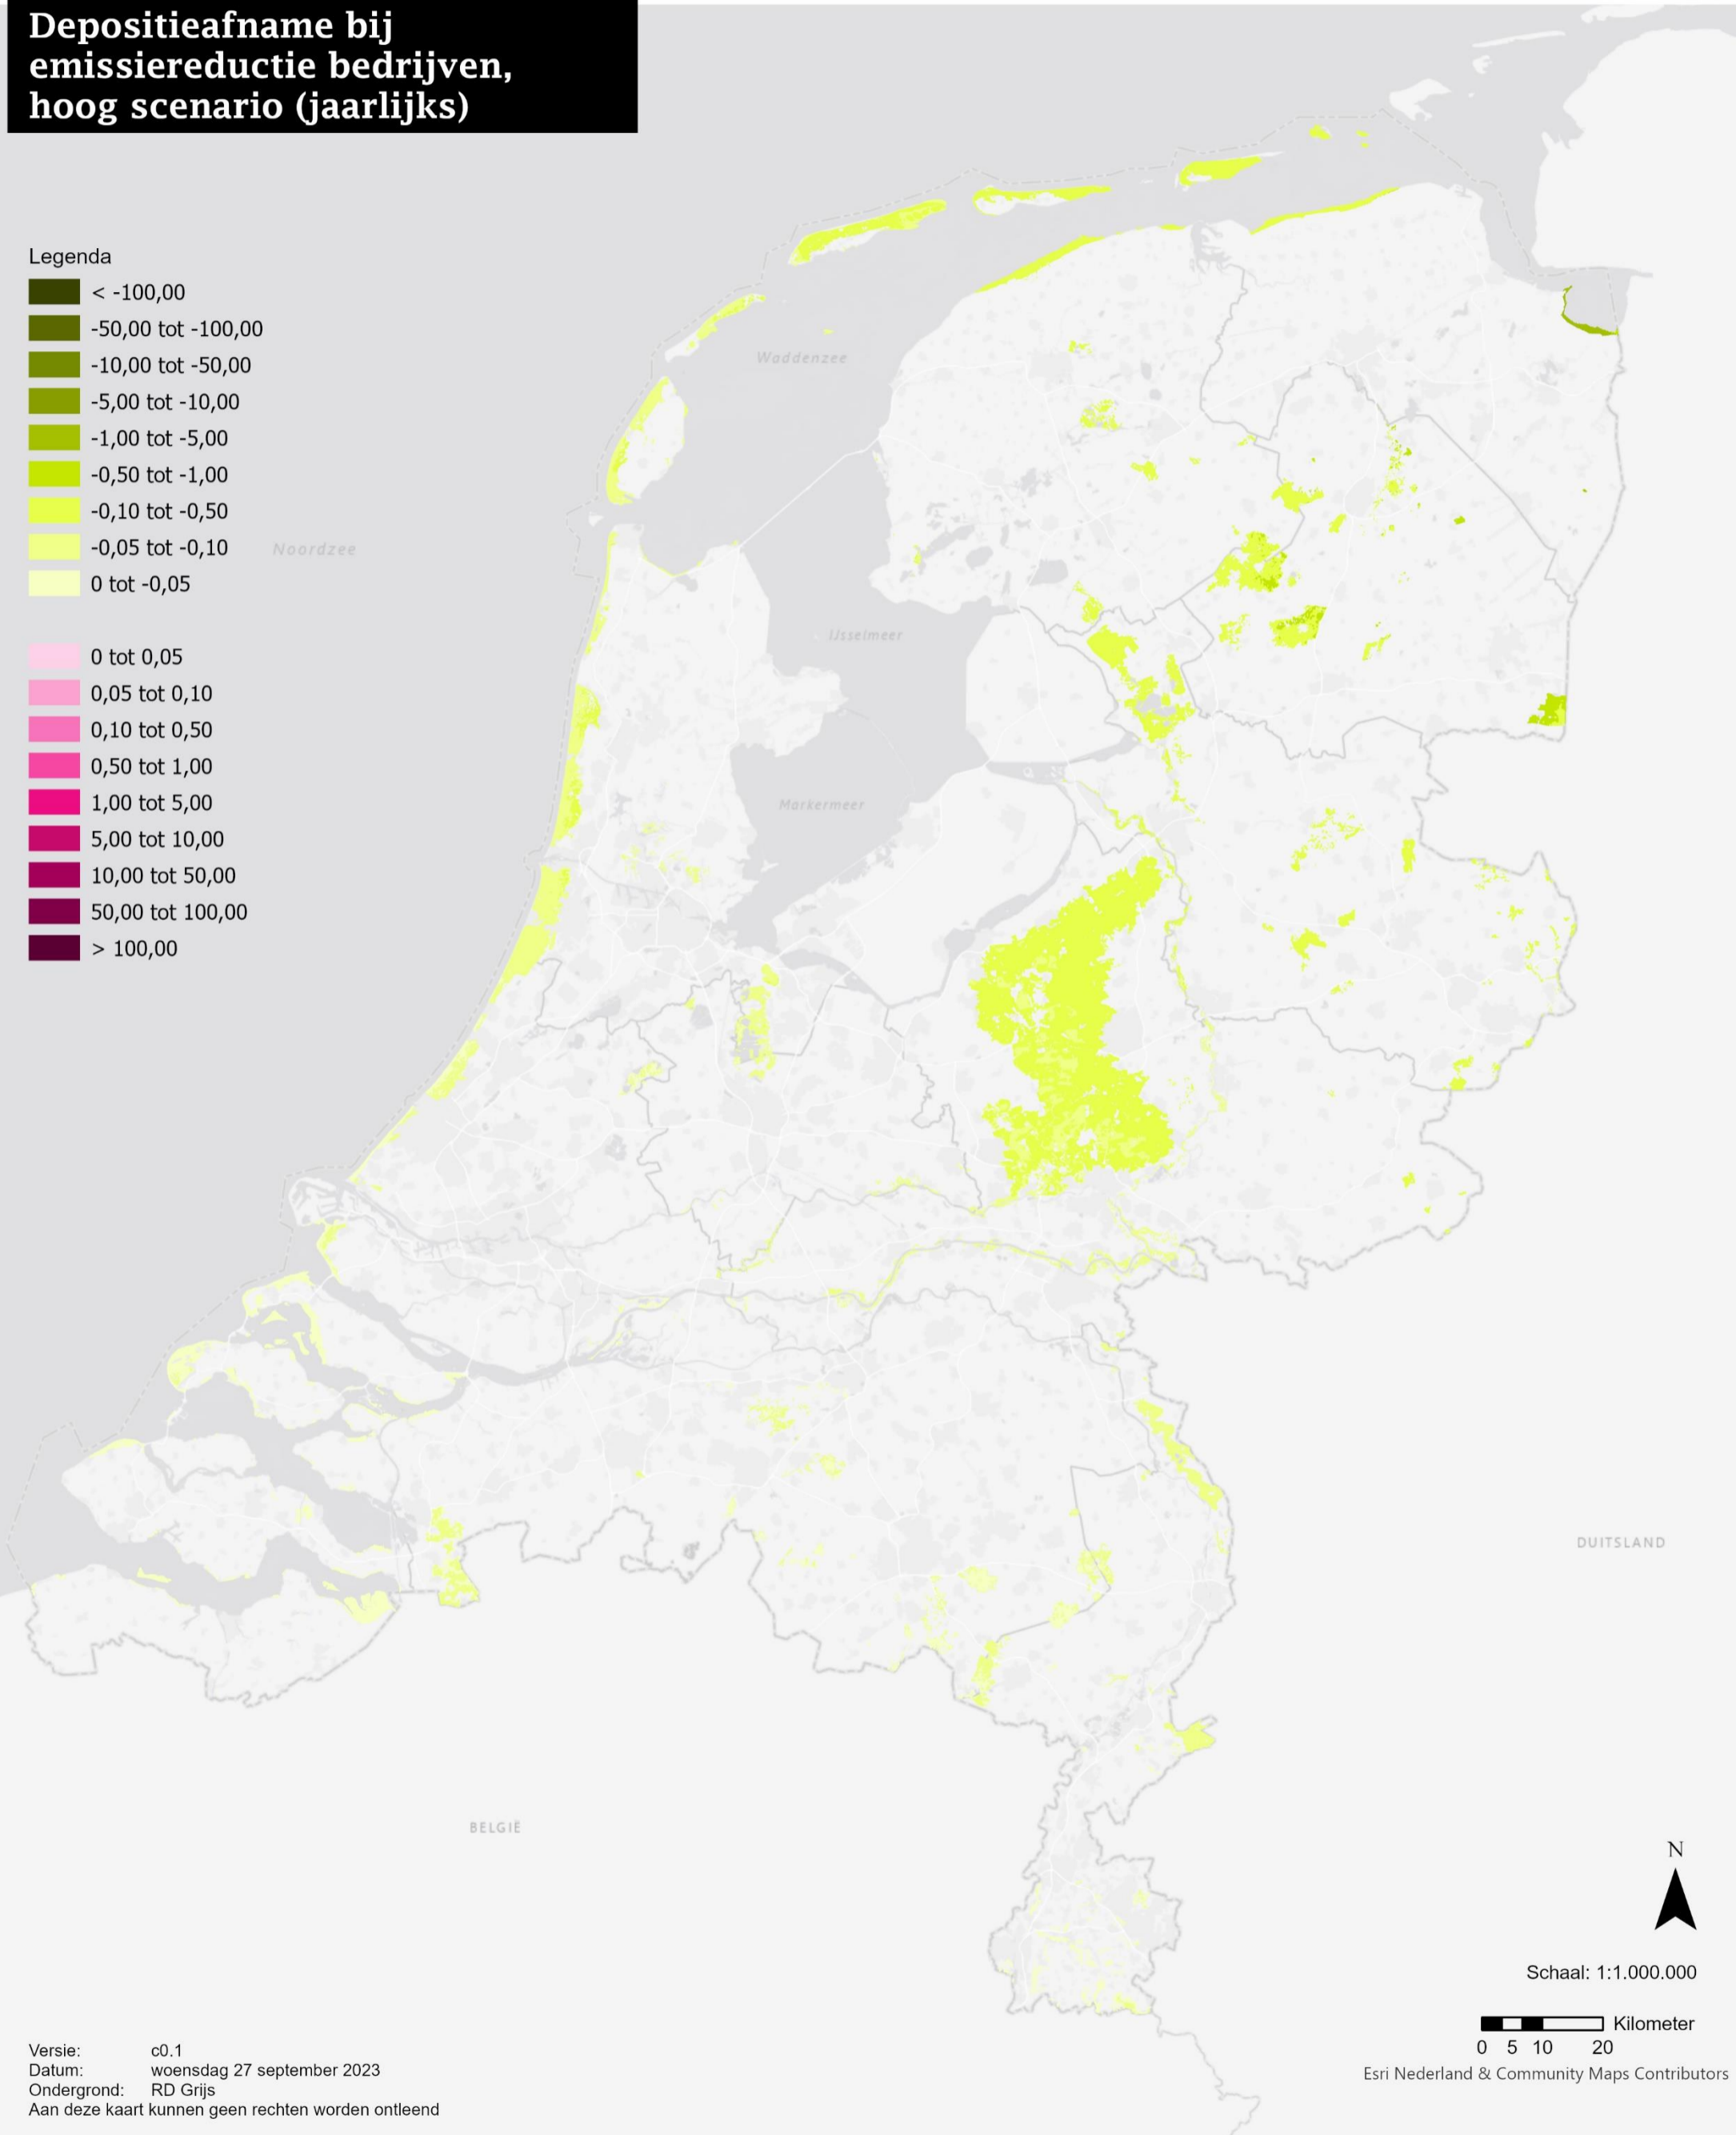 Depositieafname bij
emissiereductie bedrijven,
hoog scenario (jaarlijks)
Legenda
< -100,00
-50,00 tot -100,00
-10,00 tot -50,00
-5,00 tot -10,00
-1,00 tot -5,00
-0,50 tot -1,00
-0,10 tot -0,50
-0,05 tot -0,10
0 tot -0,05
0 tot 0,05
0,05 tot 0,10
0,10 tot 0,50
0,50 tot 1,00
1,00 tot 5,00
5,00 tot 10,00
10,00 tot 50,00
50,00 tot 100,00
> 100,00
Waddenzee
Noordzee
IJsselmeer
Markermeer
DUITSLAND
BELGIË
N
Schaal: 1:1.000.000
Kilometer
0 5 10 20
Esri Nederland & Community Maps Contributors
Versie: c0.1
Datum: woensdag 27 september 2023
Ondergrond: RD Grijs
Aan deze kaart kunnen geen rechten worden ontleend